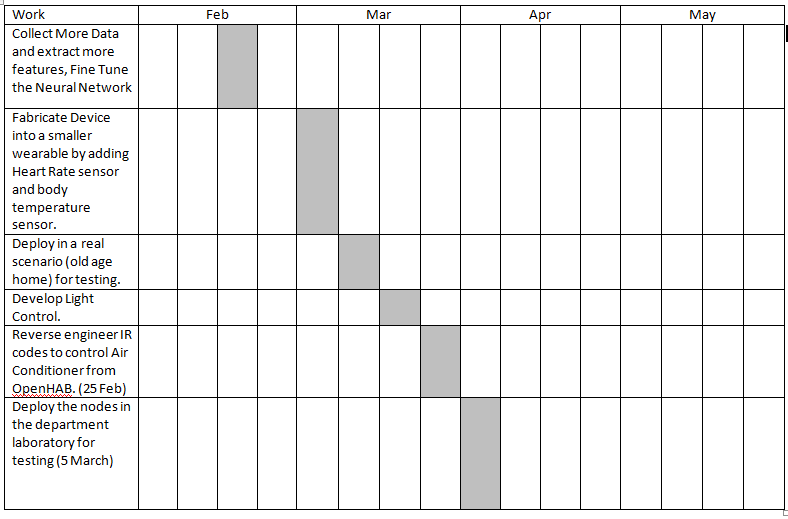 Work Feb Mar Apr May
Collect More Data
and extract more
features, Fine Tune
the Neural Network
Fabricate Device
into a smaller
wearable by adding
Heart Rate sensor
and body
temperature
sensor.
Deploy in a real
scenario (old age
home) for testing.
Develop Light
Control.
Reverse engineer IR
codes to control Air
Conditioner from
OpenHAB. (25 Feb)
Deploy the nodes in
the department
laboratory for
testing (5 March)